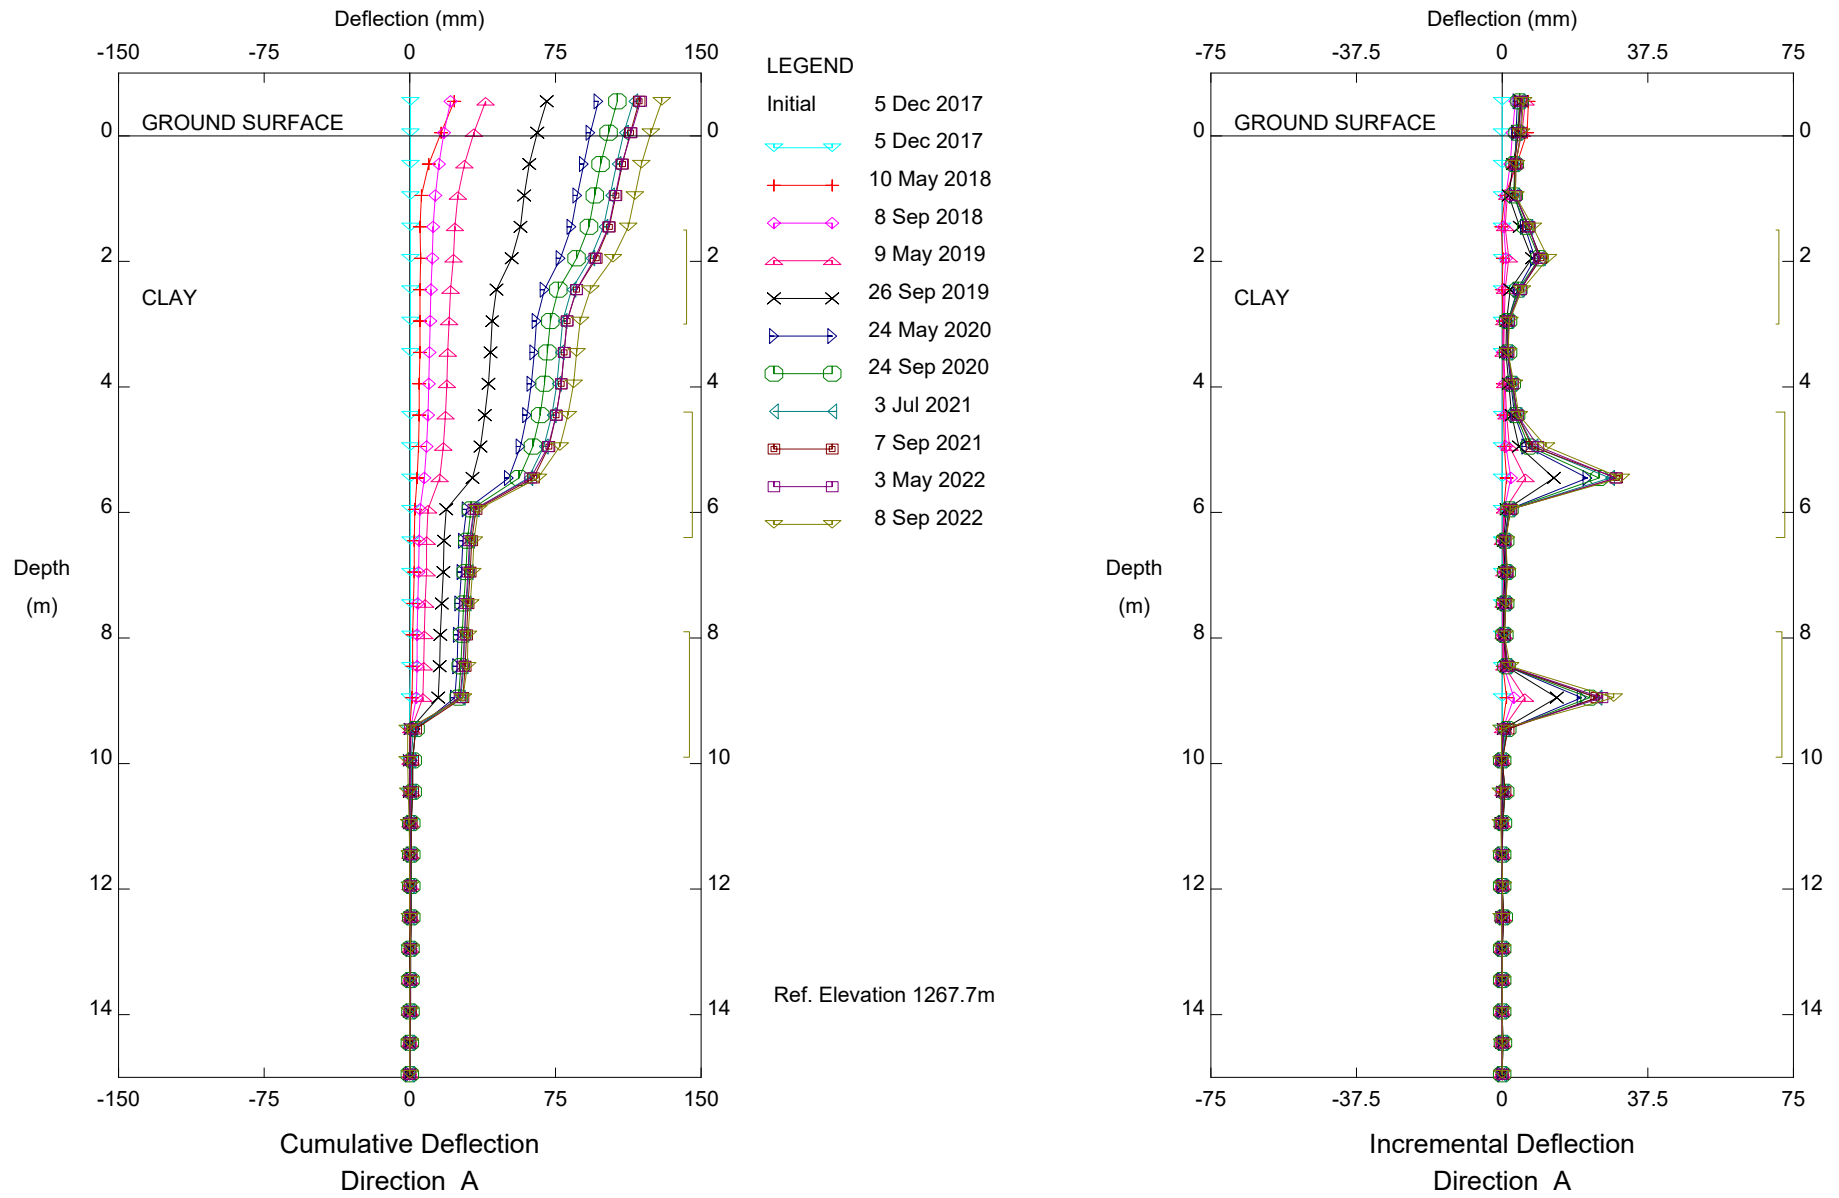 Deflection (mm)
-150 -75 0 75 150
GROUND SURFACE
CLAY
0 0
2 2
4 4
6 6
8 8
10 10
12 12
14 14
Depth
(m)
-150 -75 0 75 150
Cumulative Deflection
Direction A
LEGEND
Initial 5 Dec 2017
5 Dec 2017
10 May 2018
8 Sep 2018
9 May 2019
26 Sep 2019
24 May 2020
24 Sep 2020
3 Jul 2021
7 Sep 2021
3 May 2022
8 Sep 2022
Ref. Elevation 1267.7m
Deflection (mm)
-75 -37.5 0 37.5 75
GROUND SURFACE
CLAY
0 0
2 2
4 4
6 6
8 8
10 10
12 12
14 14
Depth
(m)
-75 -37.5 0 37.5 75
Incremental Deflection
Direction A